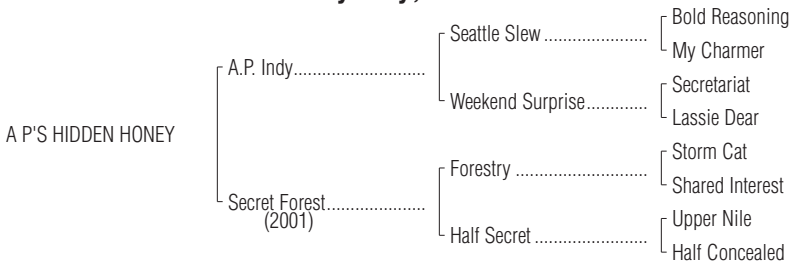 Bold Reasoning
Seattle Slew ......................
My Charmer
A.P. Indy...........................
Secretariat
Weekend Surprise.............
Lassie Dear
A P'S HIDDEN HONEY
Storm Cat
Forestry ...........................
Shared Interest
Secret Forest....................
(2001)
Upper Nile
Half Secret .......................
Half Concealed